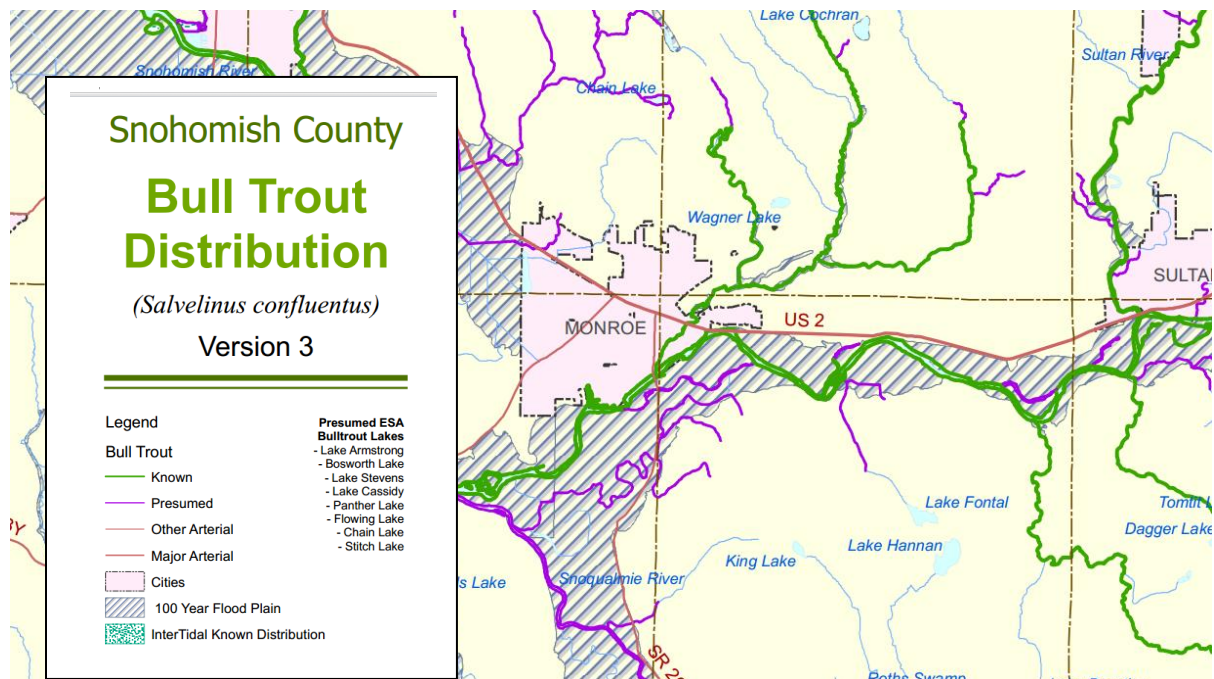 Lake Cochran
Sultan River
Snohomish River
Chain Lake
Snohomish County
Bull Trout
Distribution
(Salvelinus confluentus)
Version 3
Wagner Lake
MONROE
US 2
Legend
Bull Trout
Known
Presumed
Other Arterial
Major Arterial
Cities
100 Year Flood Plain
InterTidal Known Distribution
Presumed ESA
Bulltrout Lakes
- Lake Armstrong
- Bosworth Lake
- Lake Stevens
- Lake Cassidy
- Panther Lake
- Flowing Lake
- Chain Lake
- Stitch Lake
Lake Fontal
Dagger Lake
Lake Hannan
King Lake
ls Lake
Snoqualmie River